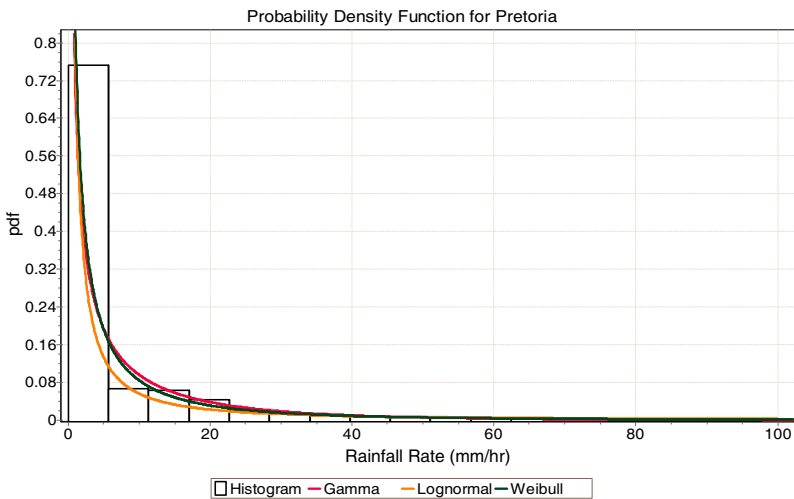 Probability Density Function for Pretoria
pdf
0.8
0.72
0.64
0.56
0.48
0.4
0.32
0.24
0.16
0.08
0
0 20 40 60 80 100
Rainfall Rate (mm/hr)
Histogram Gamma Lognormal Weibull